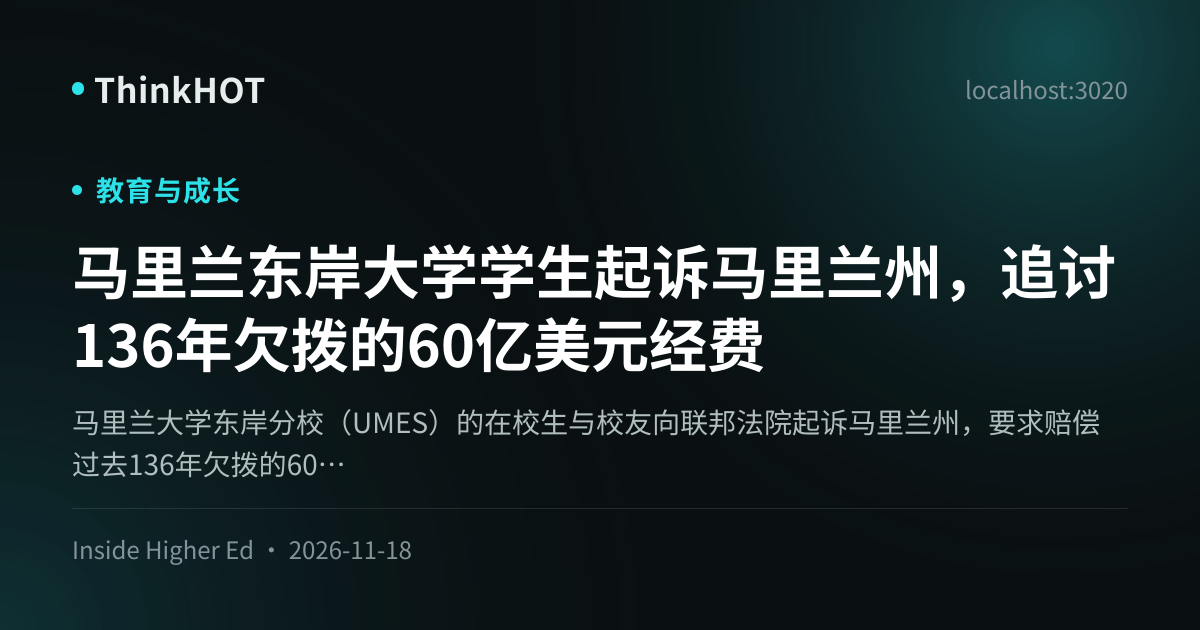 ThinkHOT
localhost:3020
教育与成长
马里兰东岸大学学生起诉马里兰州，追讨
136年欠拨的60亿美元经费
马里兰大学东岸分校（UMES）的在校生与校友向联邦法院起诉马里兰州，要求赔偿
过去136年欠拨的60…
Inside Higher Ed · 2026-11-18